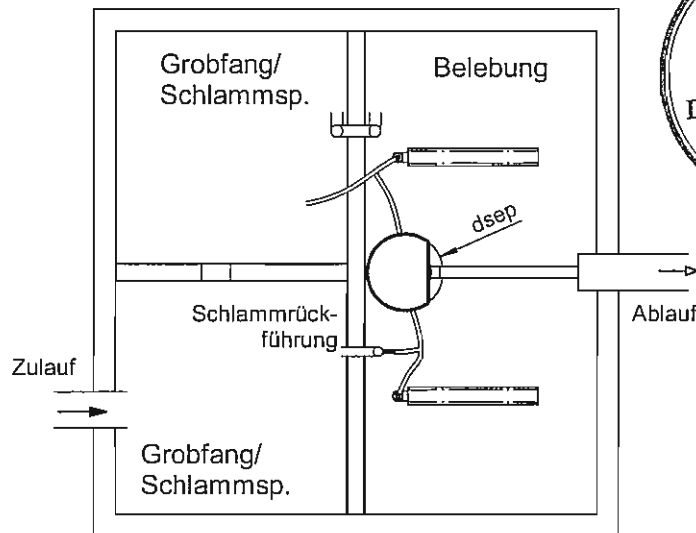 Grobfang/
Schlammsp.
Belebung
dsep
Schlammrück-
führung
Ablauf
Zulauf
Grobfang/
Schlammsp.